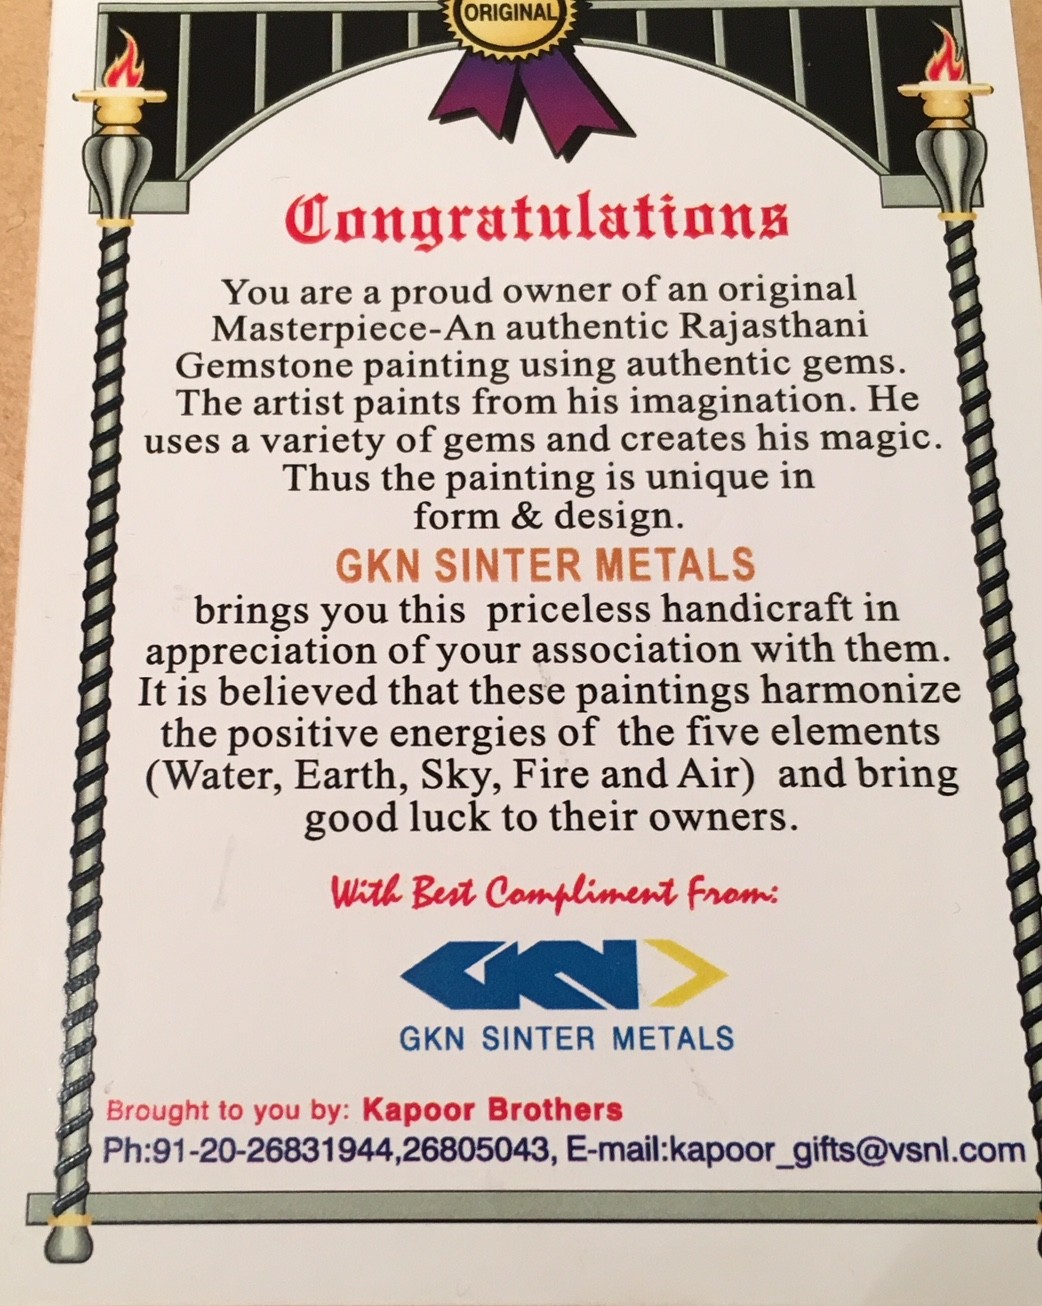 ORIGINAL
Congratulations
You are a proud owner of an original
Masterpiece-An authentic Rajasthani
Gemstone painting using authentic gems.
The artist paints from his imagination. He
uses a variety of gems and creates his magic.
Thus the painting is unique in
form & design.
GKN SINTER METALS
brings you this priceless handicraft in
appreciation of your association with them.
It is believed that these paintings harmonize
the positive energies of the five elements
(Water, Earth, Sky, Fire and Air) and bring
good luck to their owners.
With Best Compliment From:
GKN
GKN SINTER METALS
Brought to you by: Kapoor Brothers
Ph:91-20-26831944,26805043, E-mail:kapoor_gifts@vsnl.com